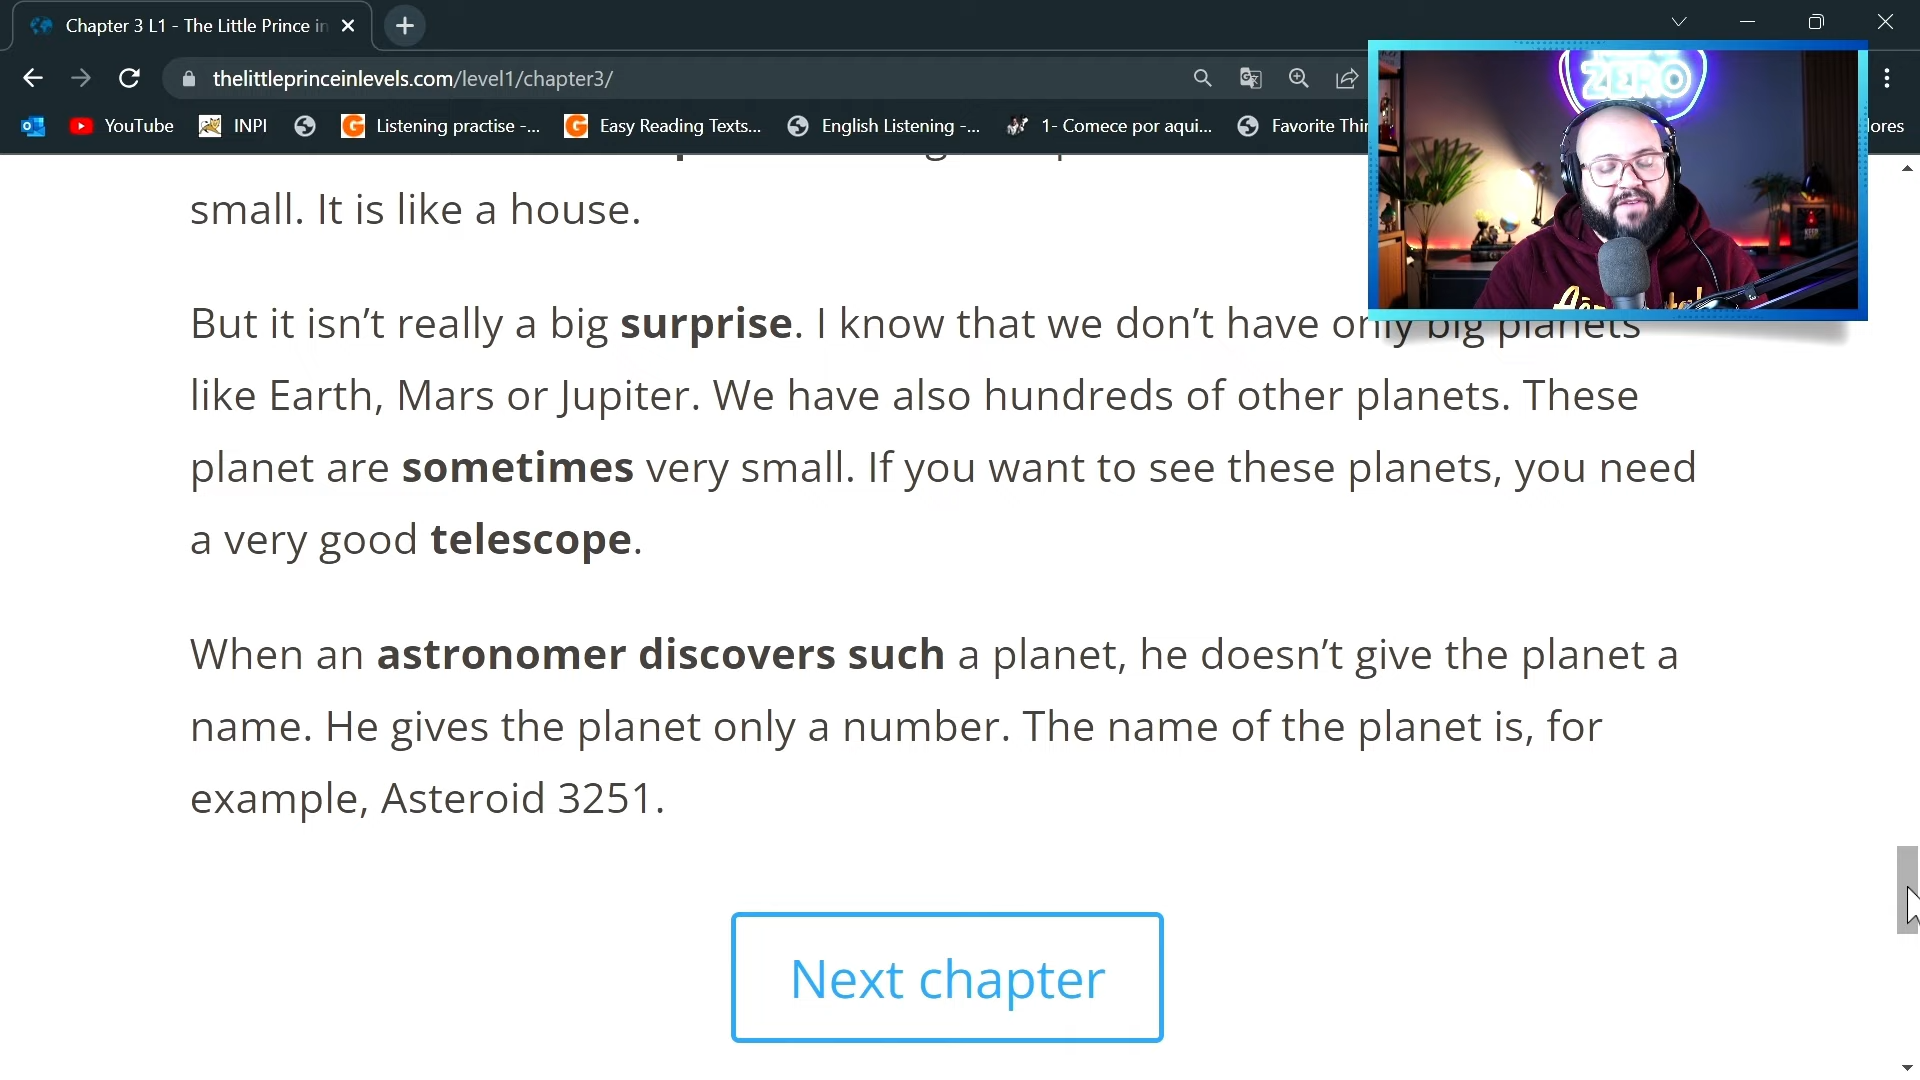 Chapter 3 L1 - The Little Prince in
thelittleprinceinlevels.com/level1/chapter3/
YouTube INPI Listening practise -... Easy Reading Texts... English Listening -... 1- Comece por aqui... Favorite Thi
ZERO
small. It is like a house.
But it isn’t really a big surprise. I know that we don’t have only big planets
like Earth, Mars or Jupiter. We have also hundreds of other planets. These
planet are sometimes very small. If you want to see these planets, you need
a very good telescope.
When an astronomer discovers such a planet, he doesn’t give the planet a
name. He gives the planet only a number. The name of the planet is, for
example, Asteroid 3251.
Next chapter